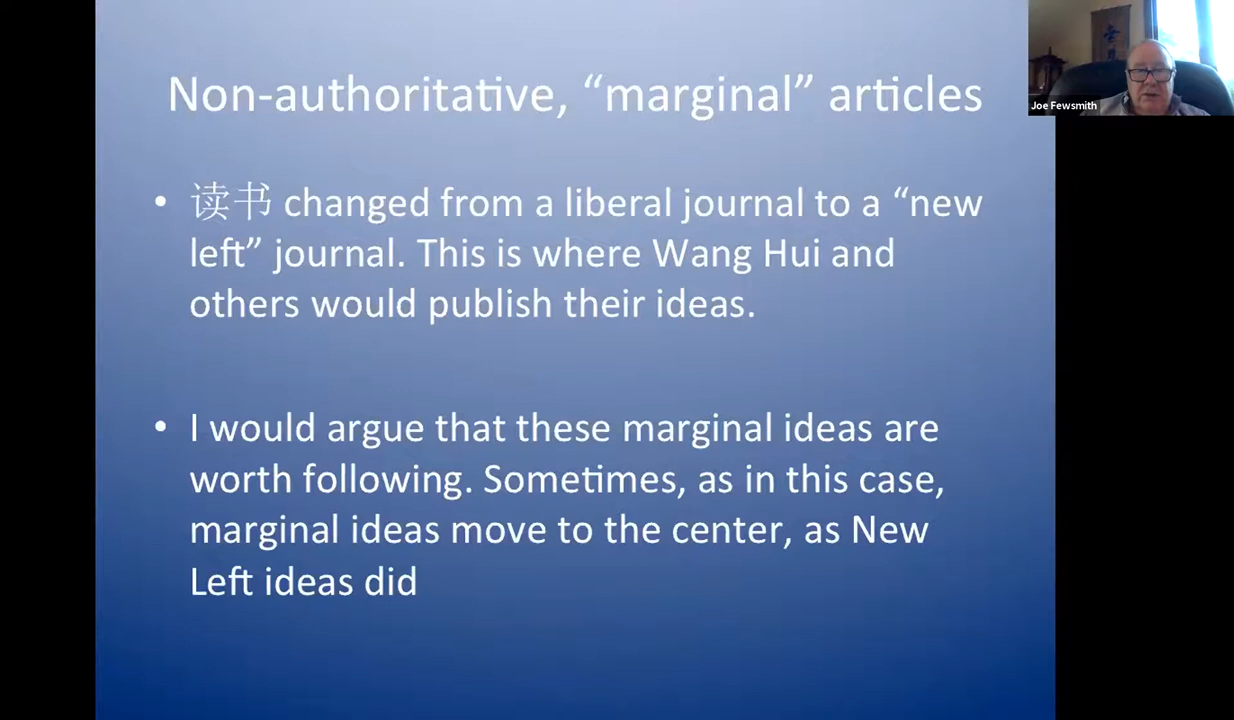 Non-authoritative, “marginal” articles
Joe Fewsmith
• 读书 changed from a liberal journal to a “new
left” journal. This is where Wang Hui and
others would publish their ideas.
• I would argue that these marginal ideas are
worth following. Sometimes, as in this case,
marginal ideas move to the center, as New
Left ideas did